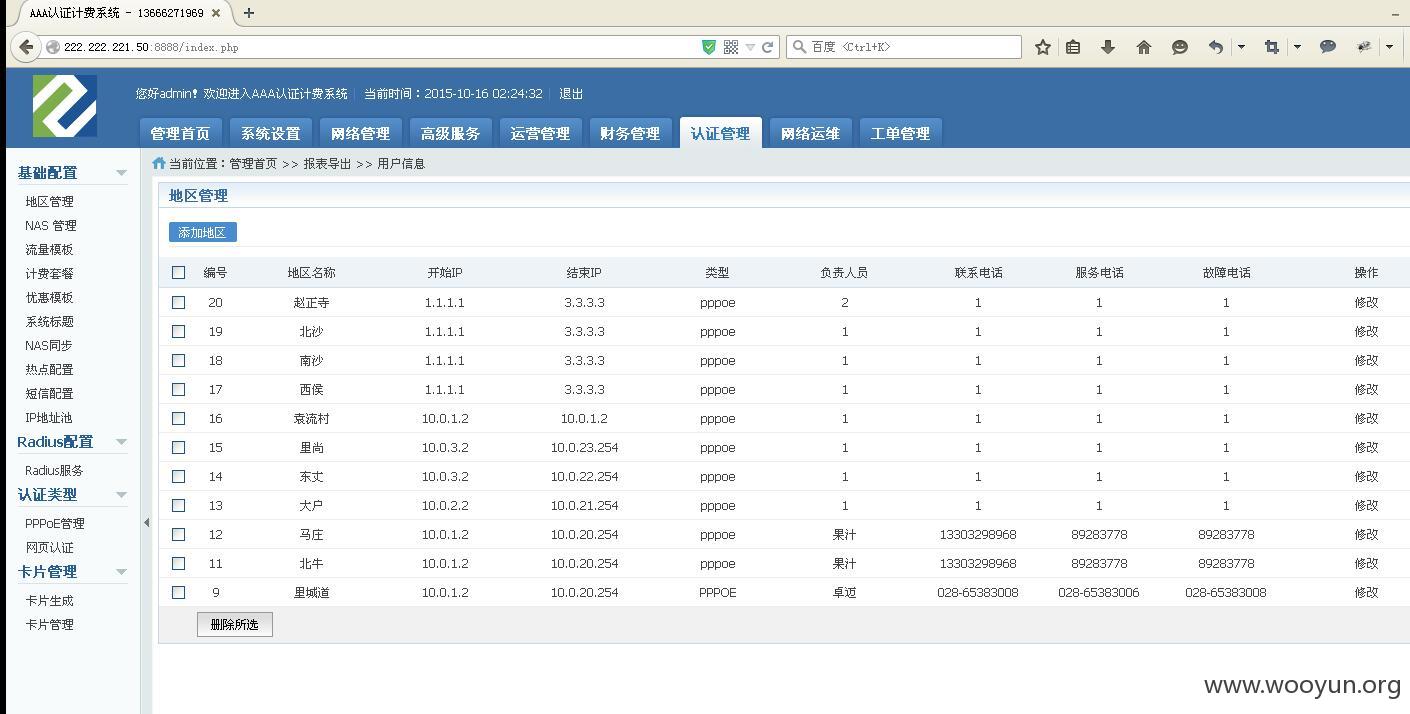 AAA认证计费系统 - 13666271969
222.222.221.50:8888/index.php
百度 <Ctrl+K>
您好admin! 欢迎进入AAA认证计费系统 当前时间：2015-10-16 02:24:32 退出
管理首页 系统设置 网络管理 高级服务 运营管理 财务管理 认证管理 网络运维 工单管理
当前位置：管理首页 >> 报表导出 >> 用户信息
基础配置
地区管理
NAS 管理
流量模板
计费套餐
优惠模板
系统标题
NAS同步
热点配置
短信配置
IP地址池
Radius配置
Radius服务
认证类型
PPPoE管理
网页认证
卡片管理
卡片生成
卡片管理
地区管理
添加地区
编号 地区名称 开始IP 结束IP 类型 负责人员 联系电话 服务电话 故障电话 操作
20 赵正寺 1.1.1.1 3.3.3.3 pppoe 2 1 1 1 修改
19 北沙 1.1.1.1 3.3.3.3 pppoe 1 1 1 1 修改
18 南沙 1.1.1.1 3.3.3.3 pppoe 1 1 1 1 修改
17 西侯 1.1.1.1 3.3.3.3 pppoe 1 1 1 1 修改
16 袁流村 10.0.1.2 10.0.1.2 pppoe 1 1 1 1 修改
15 里尚 10.0.3.2 10.0.23.254 pppoe 1 1 1 1 修改
14 东丈 10.0.3.2 10.0.22.254 pppoe 1 1 1 1 修改
13 大户 10.0.2.2 10.0.21.254 pppoe 1 1 1 1 修改
12 马庄 10.0.1.2 10.0.20.254 pppoe 果汁 13303298968 89283778 89283778 修改
11 北牛 10.0.1.2 10.0.20.254 pppoe 果汁 13303298968 89283778 89283778 修改
9 里城道 10.0.1.2 10.0.20.254 PPPOE 卓迈 028-65383008 028-65383006 028-65383008 修改
删除所选
www.wooyun.org